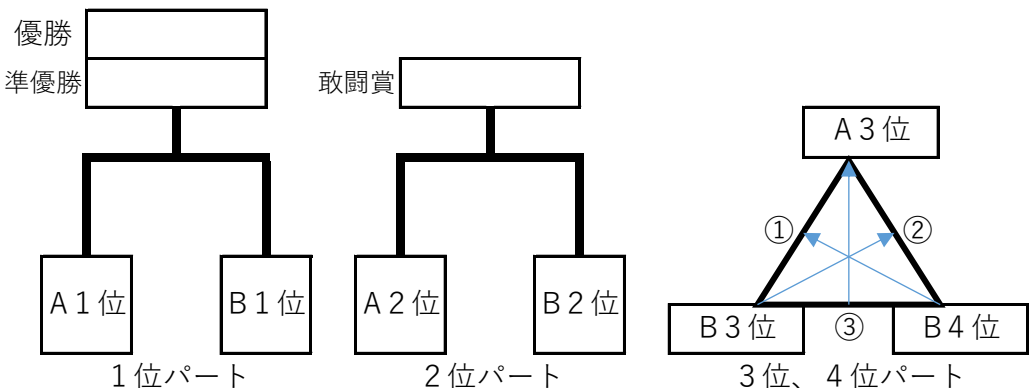 優勝
準優勝
敢闘賞
A1位
B1位
A2位
B2位
A3位
①
②
B3位
③
B4位
1位パート
2位パート
3位、4位パート